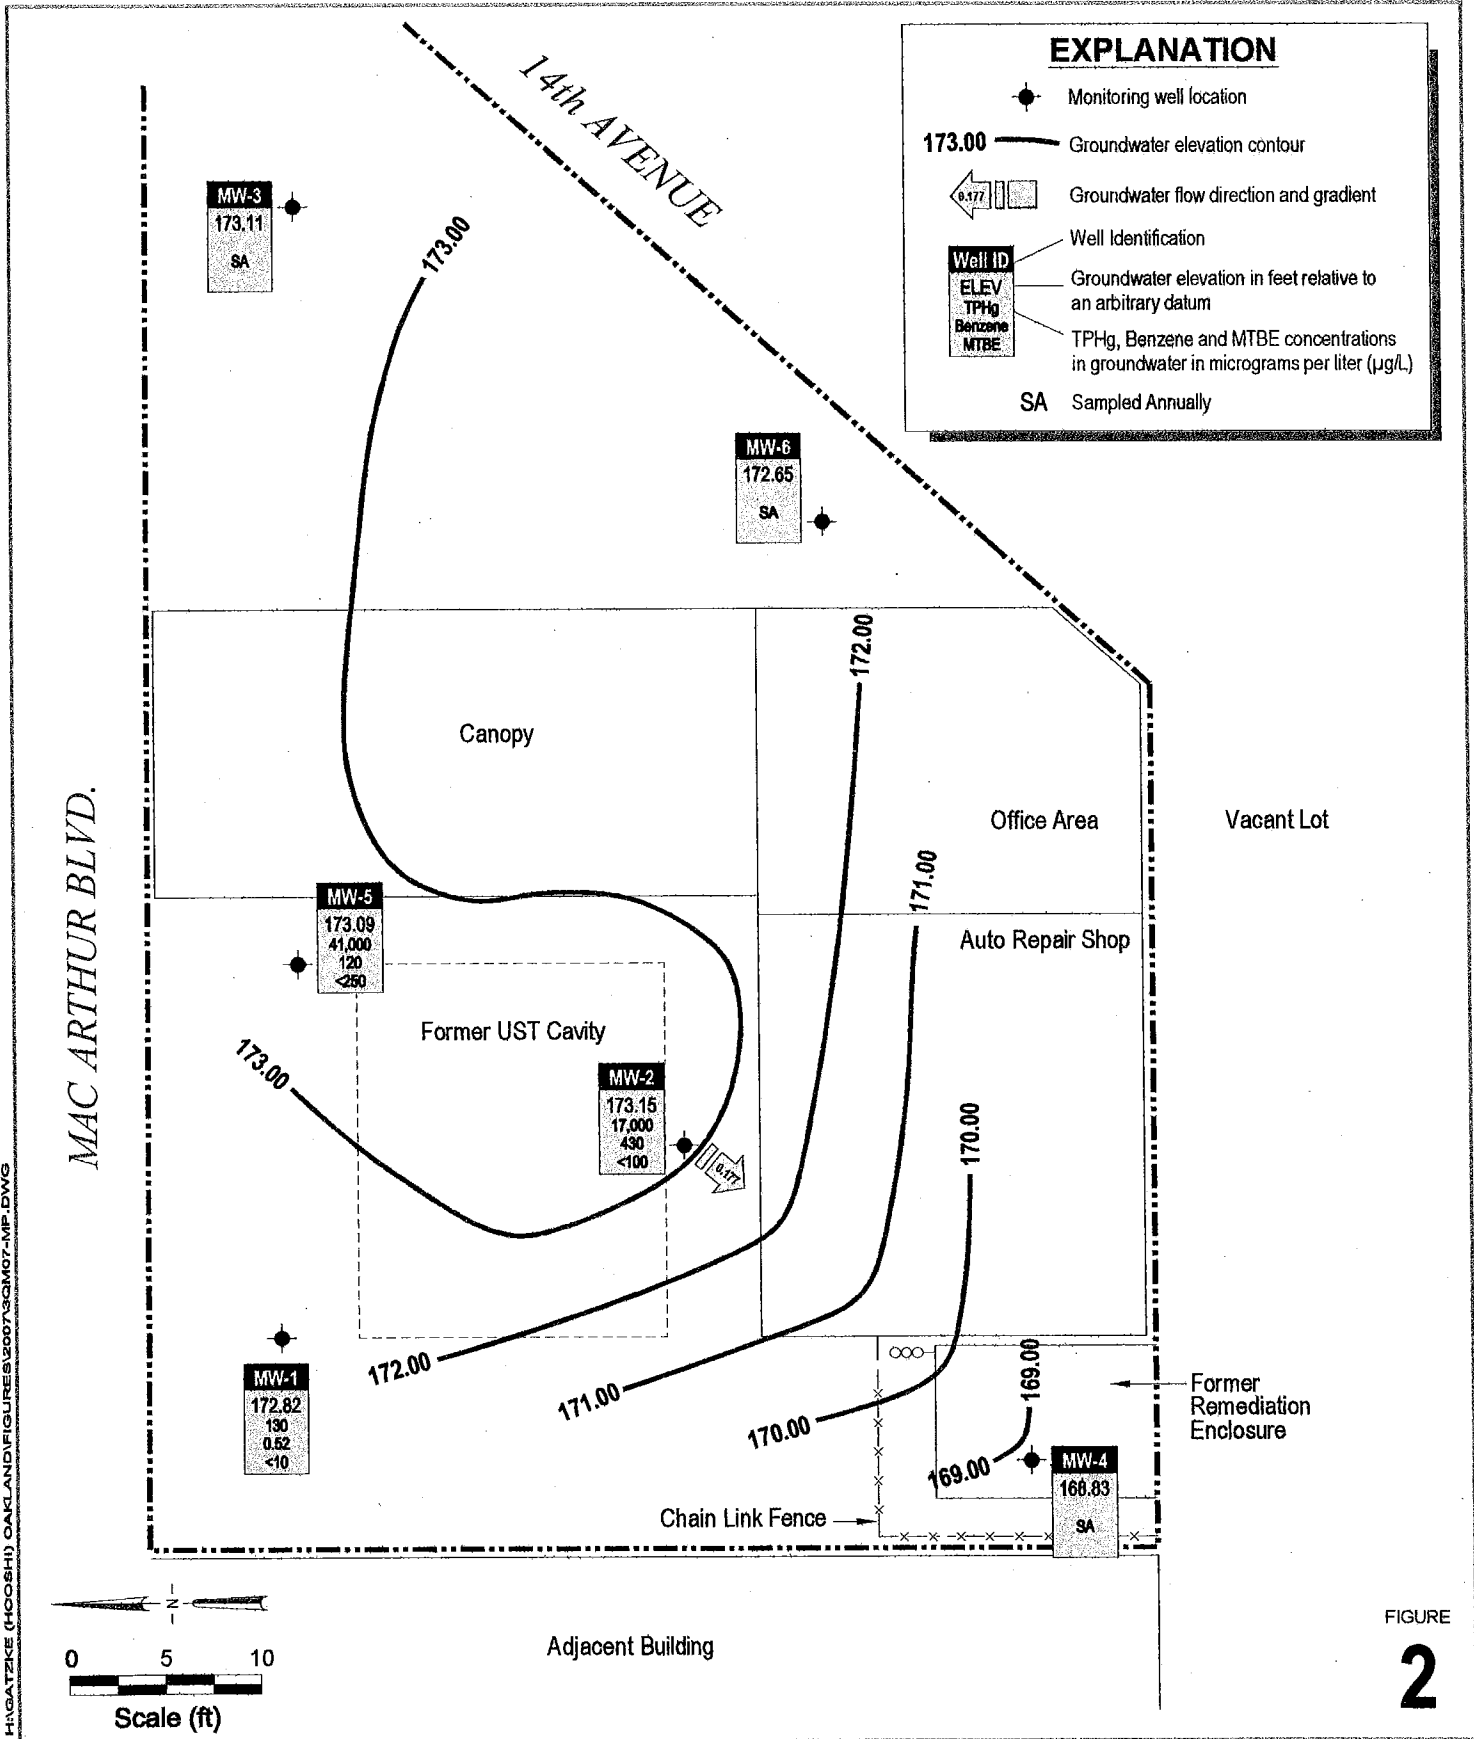 EXPLANATION
Monitoring well location
173.00
Groundwater elevation contour
0.177
Groundwater flow direction and gradient
Well ID
ELEV
TPHg
Benzene
MTBE
Well Identification
Groundwater elevation in feet relative to
an arbitrary datum
TPHg, Benzene and MTBE concentrations
in groundwater in micrograms per liter (µg/L)
SA Sampled Annually
14th AVENUE
MW-3
173.11
SA
173.00
MW-6
172.65
SA
172.00
Canopy
Office Area
Vacant Lot
MAC ARTHUR BLVD.
171.00
MW-5
173.09
41,000
120
<250
Auto Repair Shop
Former UST Cavity
173.00
MW-2
173.15
17,000
430
<100
0.177
170.00
172.00
171.00
170.00
169.00
169.00
MW-1
172.82
130
0.52
<10
Former
Remediation
Enclosure
MW-4
168.83
SA
Chain Link Fence
N
0 5 10
Scale (ft)
Adjacent Building
FIGURE
2
H:\GATZKE (HOOSHI) OAKLAND\FIGURES\2007\3QM07-MP.DWG